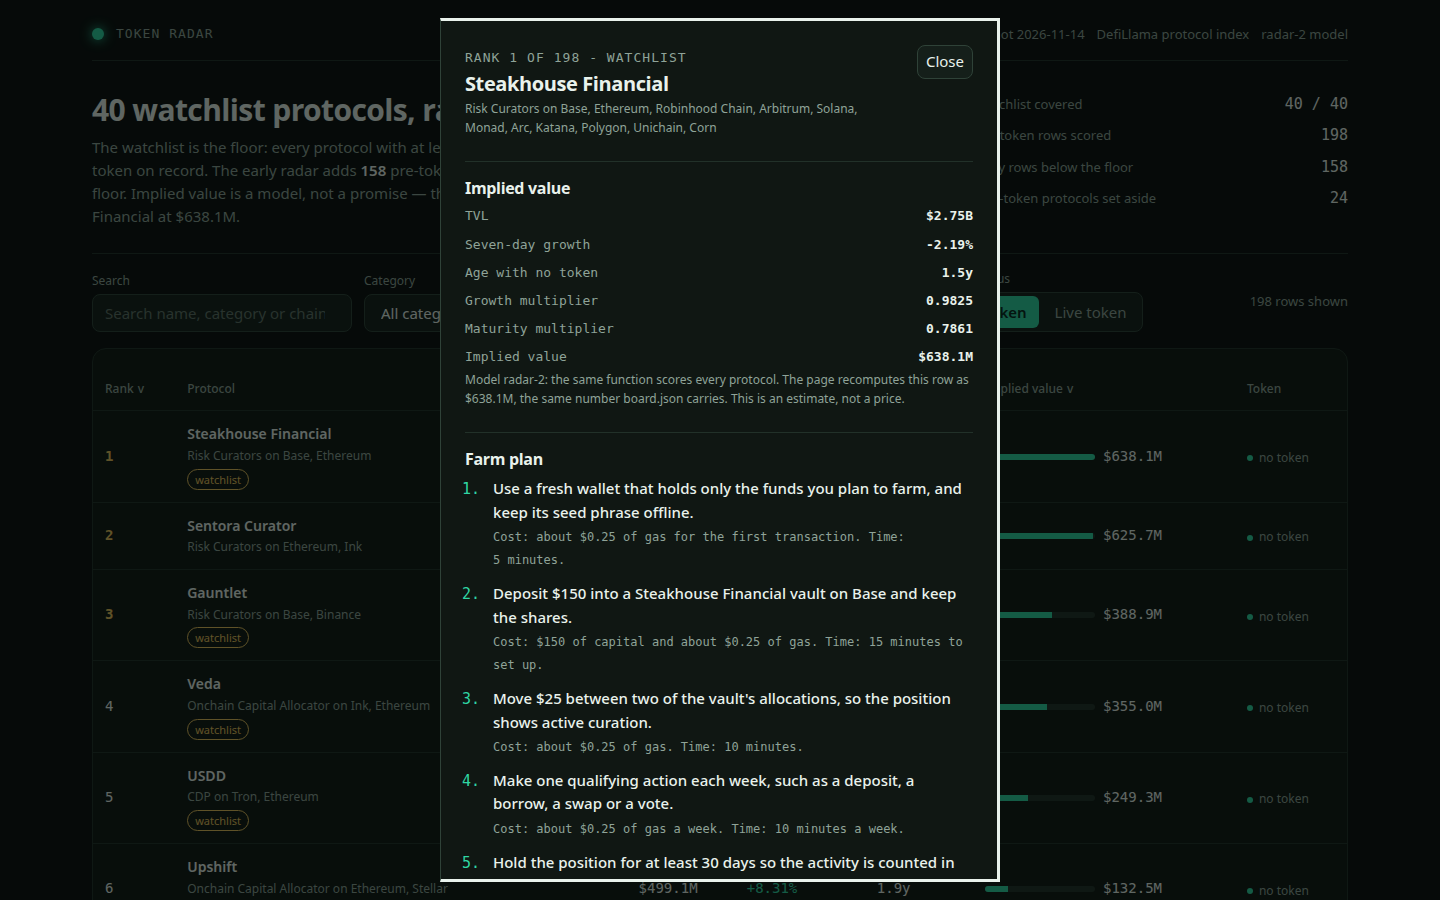 TOKEN RADAR
ot 2026-11-14 DefiLlama protocol index radar-2 model
40 watchlist protocols, ra
The watchlist is the floor: every protocol with at le
token on record. The early radar adds 158 pre-tok
floor. Implied value is a model, not a promise — th
Financial at $638.1M.
chlist covered 40 / 40
token rows scored 198
y rows below the floor 158
-token protocols set aside 24
Search
Search name, category or chain
Category
All categ
us
ken
Live token
198 rows shown
Rank v Protocol plied value v Token
1 Steakhouse Financial
Risk Curators on Base, Ethereum
watchlist
$638.1M no token
2 Sentora Curator
Risk Curators on Ethereum, Ink
$625.7M no token
3 Gauntlet
Risk Curators on Base, Binance
watchlist
$388.9M no token
4 Veda
Onchain Capital Allocator on Ink, Ethereum
watchlist
$355.0M no token
5 USDD
CDP on Tron, Ethereum
watchlist
$249.3M no token
6 Upshift
Onchain Capital Allocator on Ethereum, Stellar
$499.1M +8.31% 1.9y $132.5M no token
RANK 1 OF 198 - WATCHLIST
Close
Steakhouse Financial
Risk Curators on Base, Ethereum, Robinhood Chain, Arbitrum, Solana,
Monad, Arc, Katana, Polygon, Unichain, Corn
Implied value
TVL $2.75B
Seven-day growth -2.19%
Age with no token 1.5y
Growth multiplier 0.9825
Maturity multiplier 0.7861
Implied value $638.1M
Model radar-2: the same function scores every protocol. The page recomputes this row as
$638.1M, the same number board.json carries. This is an estimate, not a price.
Farm plan
1. Use a fresh wallet that holds only the funds you plan to farm, and
keep its seed phrase offline.
Cost: about $0.25 of gas for the first transaction. Time:
5 minutes.
2. Deposit $150 into a Steakhouse Financial vault on Base and keep
the shares.
Cost: $150 of capital and about $0.25 of gas. Time: 15 minutes to
set up.
3. Move $25 between two of the vault's allocations, so the position
shows active curation.
Cost: about $0.25 of gas. Time: 10 minutes.
4. Make one qualifying action each week, such as a deposit, a
borrow, a swap or a vote.
Cost: about $0.25 of gas a week. Time: 10 minutes a week.
5. Hold the position for at least 30 days so the activity is counted in